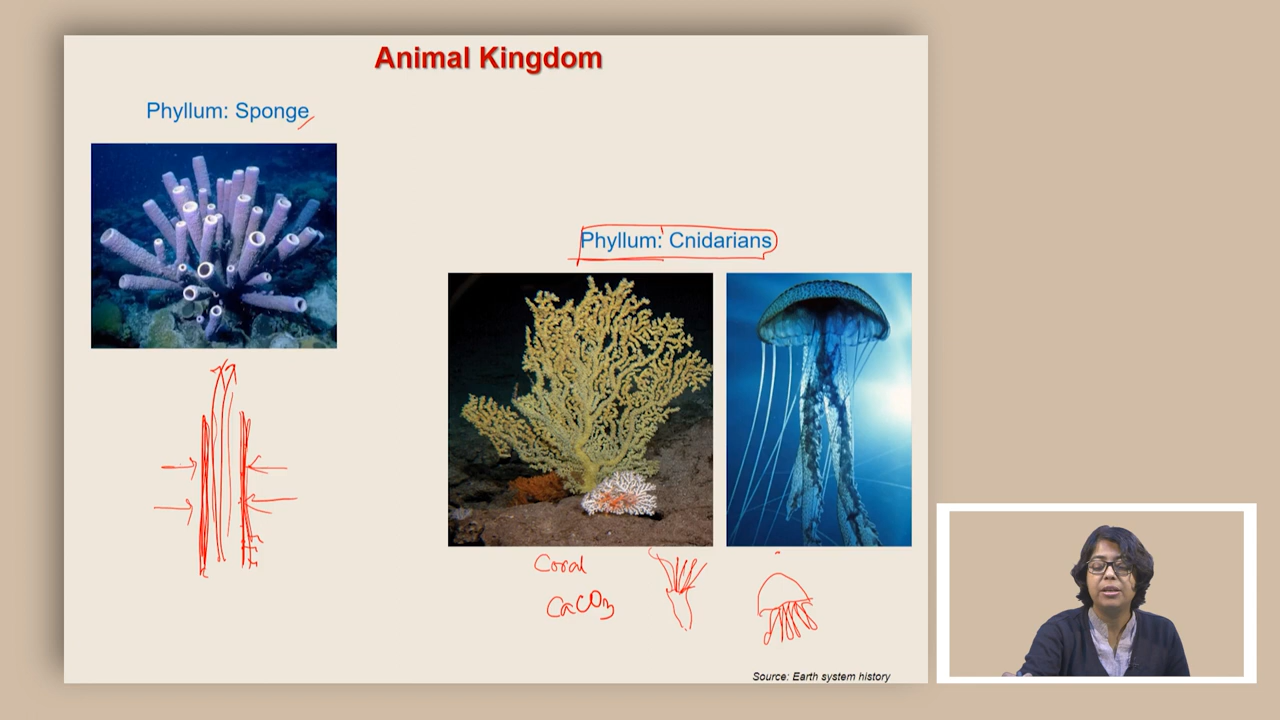 Animal Kingdom
Phyllum: Sponge
Phyllum: Cnidarians
Coral
CaCO3
Source: Earth system history